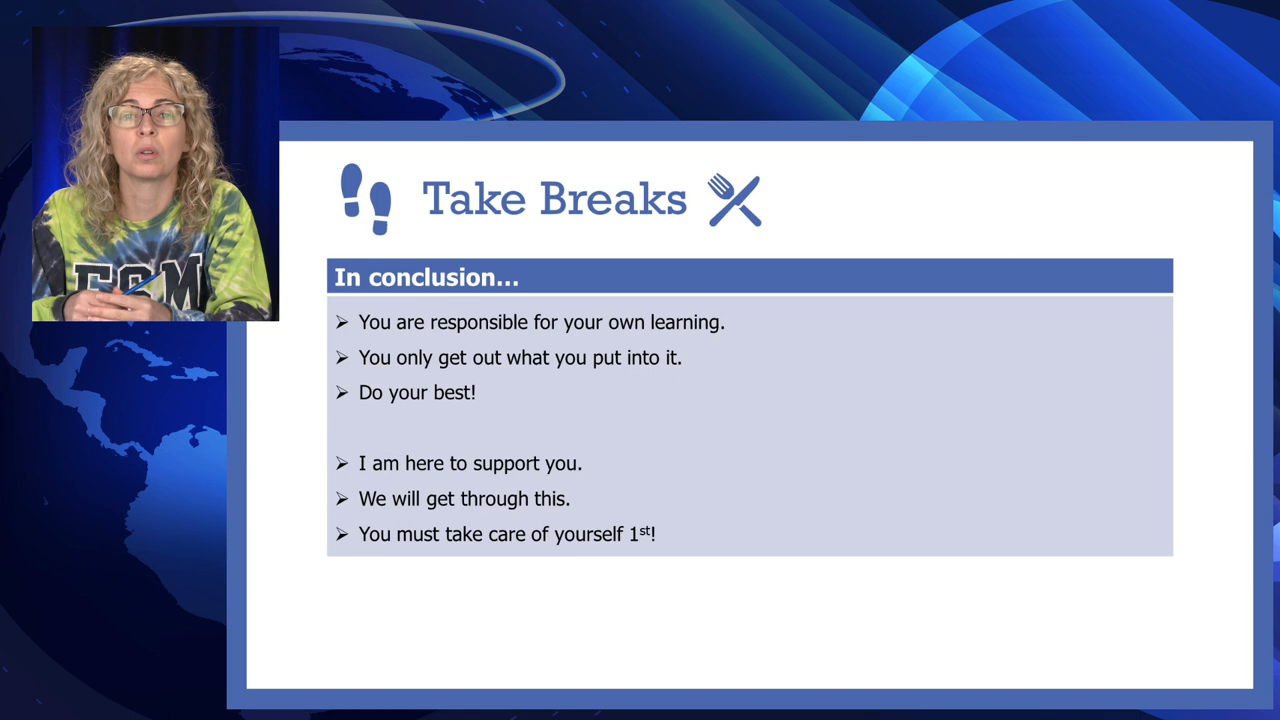 Take Breaks
In conclusion...
➢ You are responsible for your own learning.
➢ You only get out what you put into it.
➢ Do your best!
➢ I am here to support you.
➢ We will get through this.
➢ You must take care of yourself 1st!